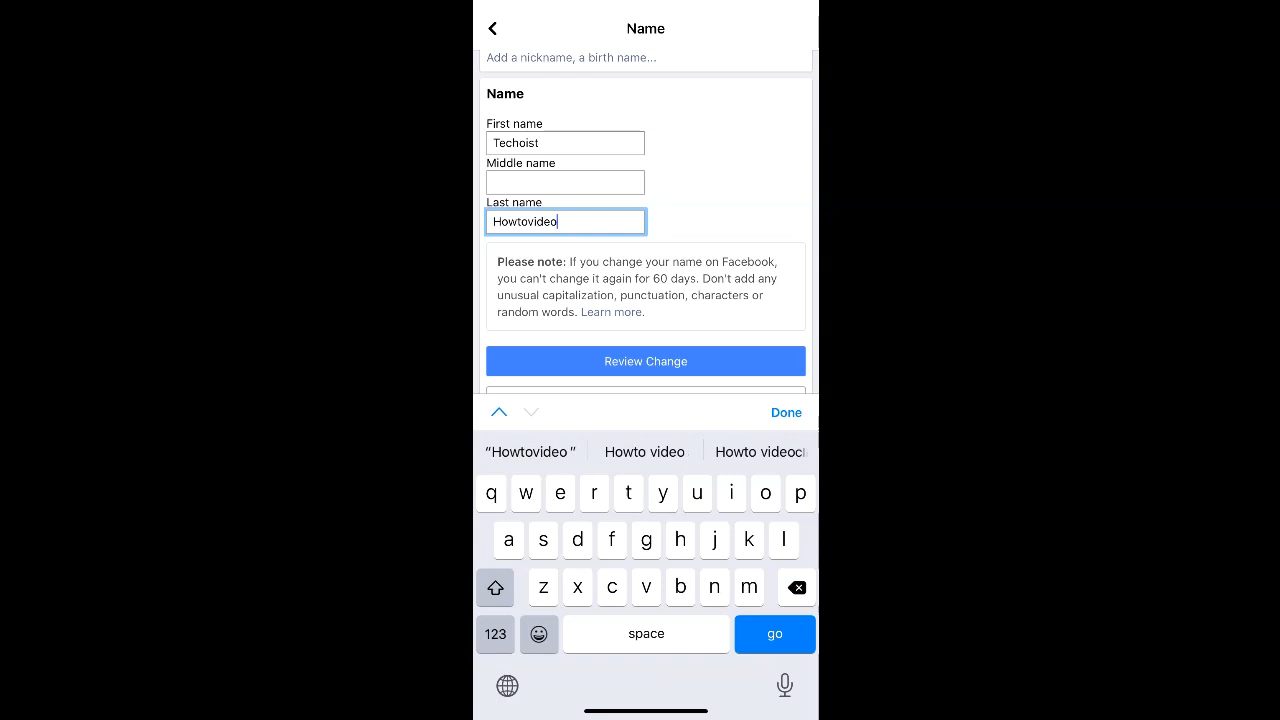 Name
Add a nickname, a birth name...
Name
First name
Techoist
Middle name
Last name
Howtovideo
Please note: If you change your name on Facebook,
you can't change it again for 60 days. Don't add any
unusual capitalization, punctuation, characters or
random words. Learn more.
Review Change
Done
“Howtovideo” Howto video Howto videocl
q w e r t y u i o p
a s d f g h j k l
z x c v b n m
123 space go